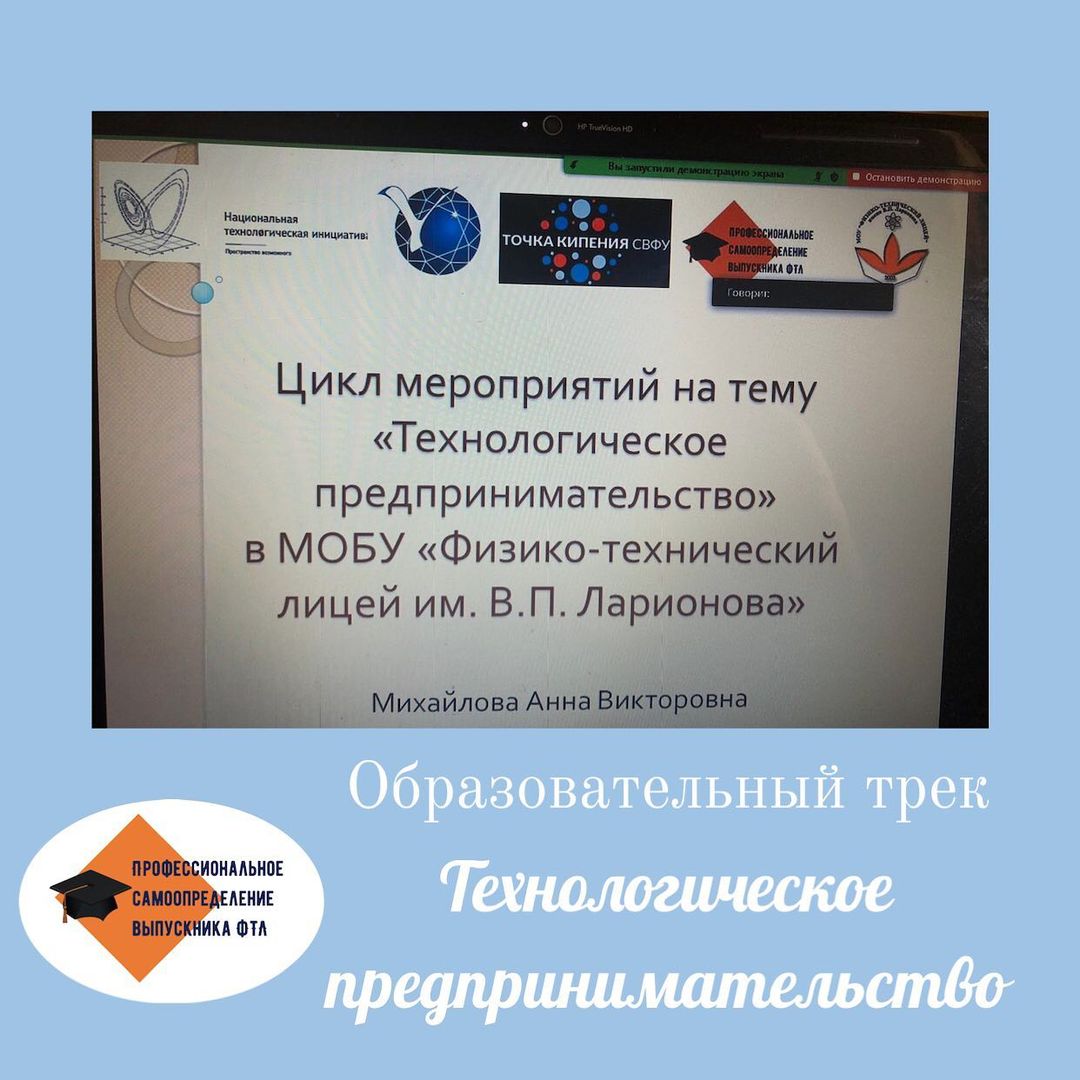 HP TrueVision HD
Вы запустили демонстрацию экрана
Остановить демонстрацию
Национальная
технологическая инициатива
Пространство возможного
ТОЧКА КИПЕНИЯ СВФУ
ПРОФЕССИОНАЛЬНОЕ
САМООПРЕДЕЛЕНИЕ
ВЫПУСКНИКА ФТЛ
Говорит:
Цикл мероприятий на тему
«Технологическое
предпринимательство»
в МОБУ «Физико-технический
лицей им. В.П. Ларионова»
Михайлова Анна Викторовна
Образовательный трек
Технологическое
предпринимательство
ПРОФЕССИОНАЛЬНОЕ
САМООПРЕДЕЛЕНИЕ
ВЫПУСКНИКА ФТЛ